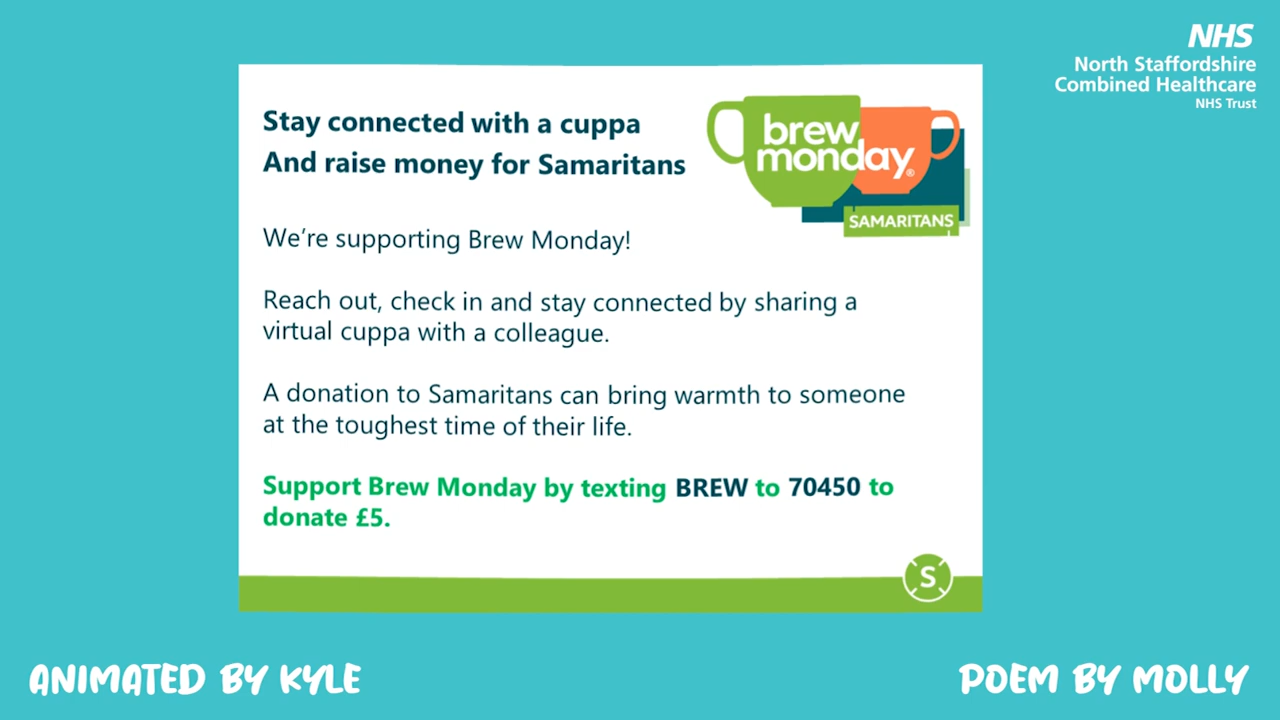 NHS
North Staffordshire
Combined Healthcare
NHS Trust
Stay connected with a cuppa
And raise money for Samaritans
brew
monday®
SAMARITANS
We're supporting Brew Monday!
Reach out, check in and stay connected by sharing a
virtual cuppa with a colleague.
A donation to Samaritans can bring warmth to someone
at the toughest time of their life.
Support Brew Monday by texting BREW to 70450 to
donate £5.
S
ANIMATED BY KYLE
POEM BY MOLLY